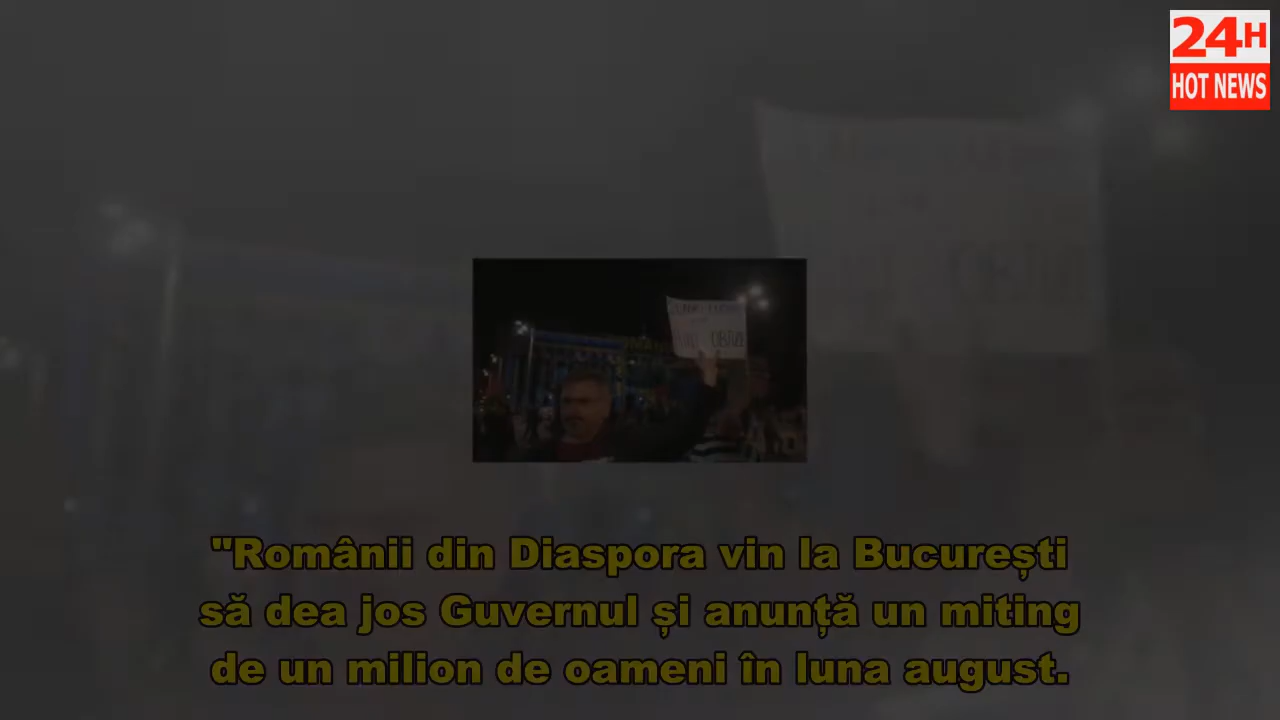 24H
HOT NEWS
OBRAZ
"Românii din Diaspora vin la București
să dea jos Guvernul și anunță un miting
de un milion de oameni în luna august.